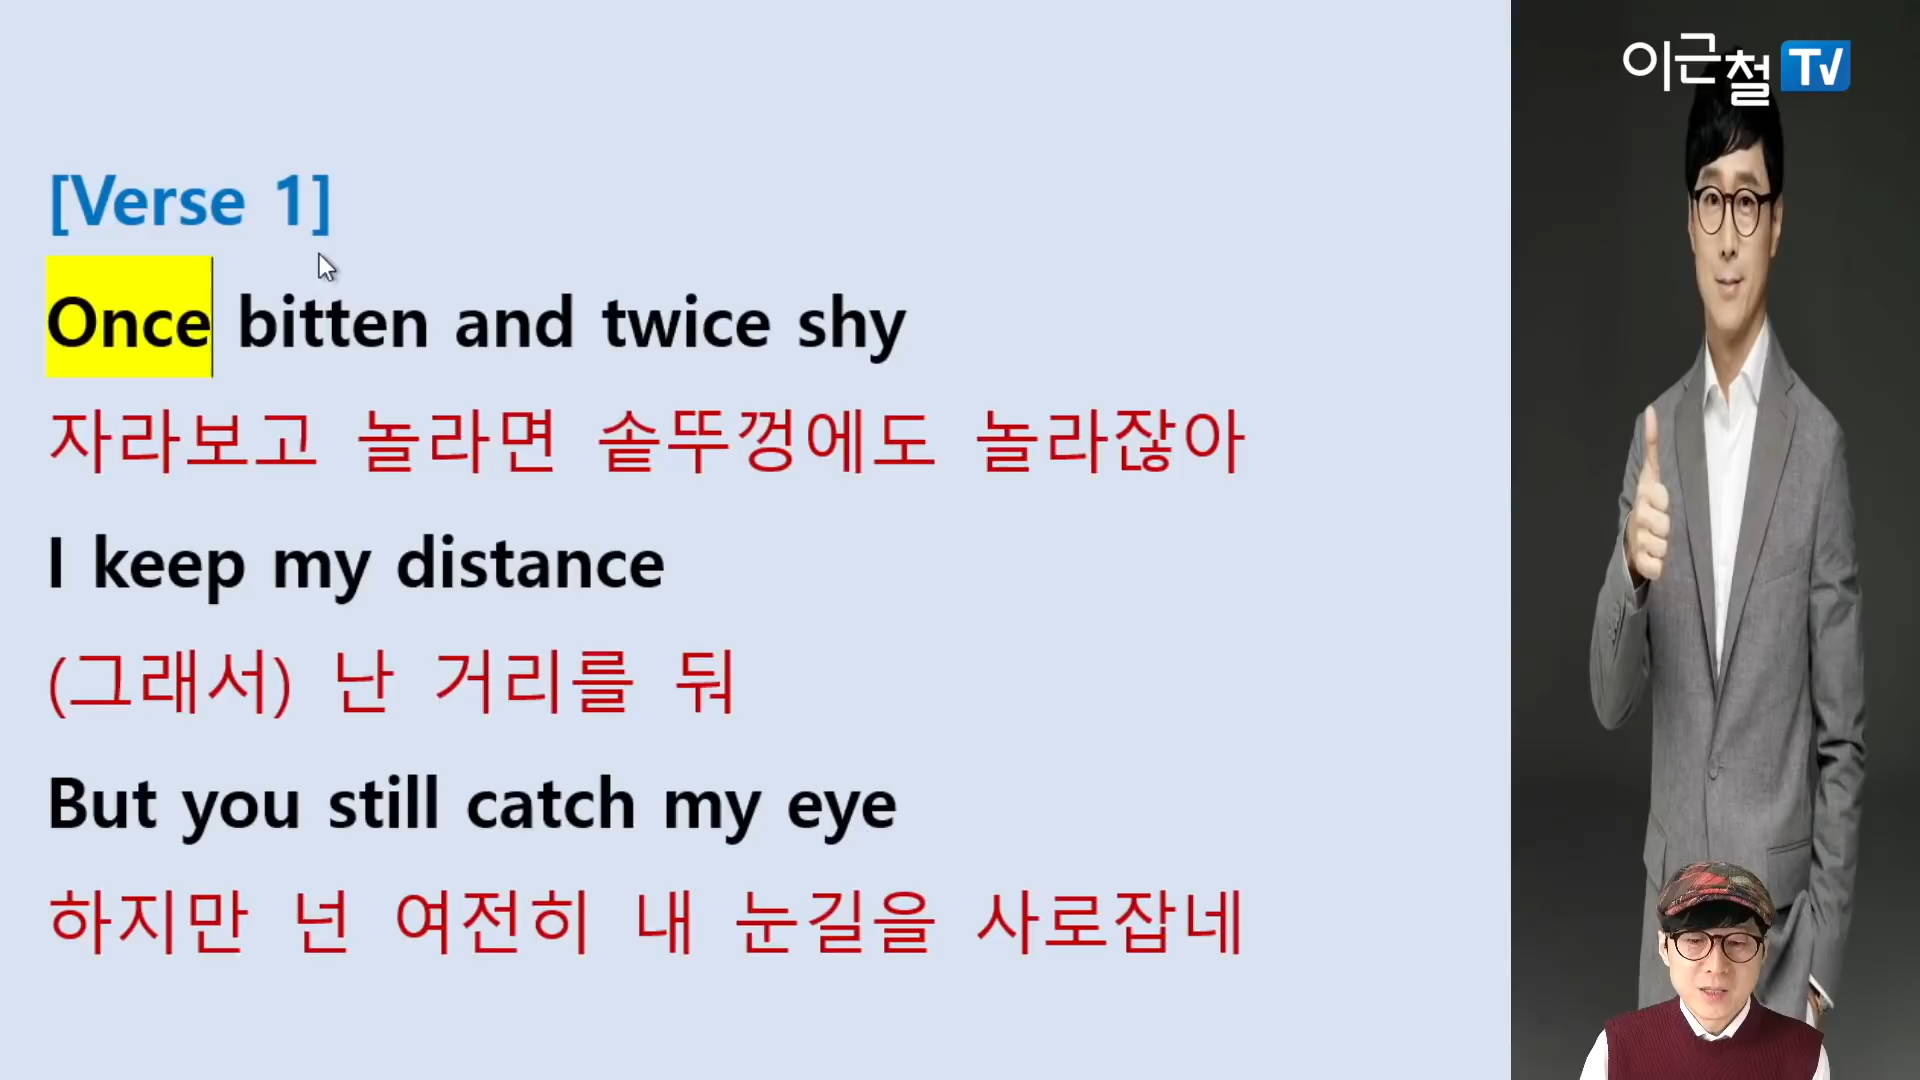 이근철 TV
[Verse 1]
Once bitten and twice shy
자라보고 놀라면 솥뚜껑에도 놀라잖아
I keep my distance
(그래서) 난 거리를 둬
But you still catch my eye
하지만 넌 여전히 내 눈길을 사로잡네